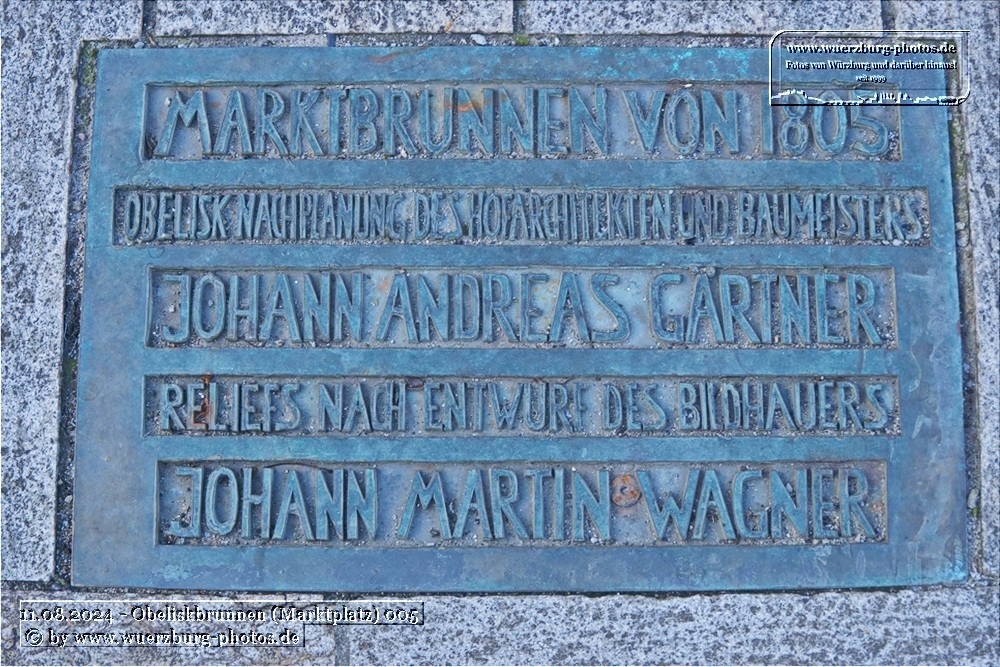 www.wuerzburg-photos.de
Fotos von Würzburg und darüber hinaus!
seit 1999
MARKTBRUNNEN VON 1805
OBELISK NACH PLANUNG DES HOFARCHITEKTEN UND BAUMEISTERS
JOHANN ANDREAS GÄRTNER
RELIEFS NACH ENTWURF DES BILDHAUERS
JOHANN MARTIN WAGNER
11.08.2024 - Obeliskbrunnen (Marktplatz) 005
© by www.wuerzburg-photos.de